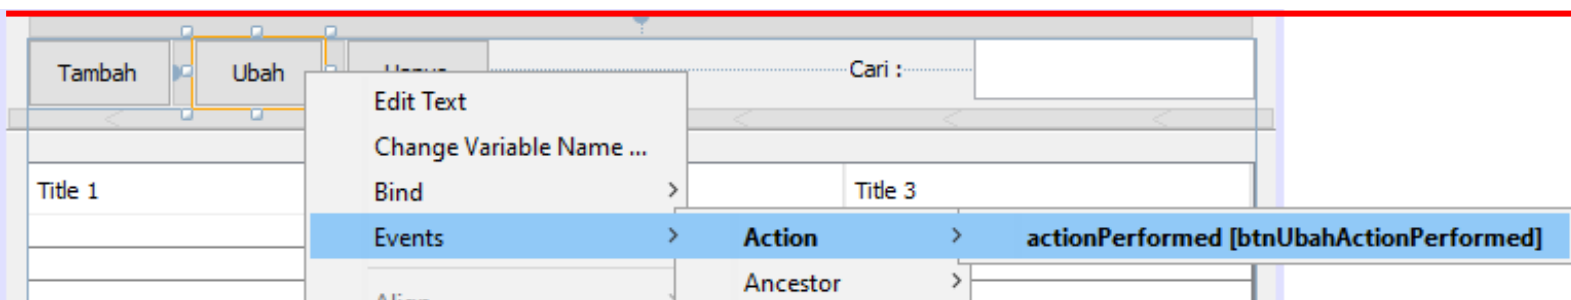 Tambah
Ubah
Cari :
Edit Text
Change Variable Name ...
Title 1
Bind
Title 3
Events
Action
actionPerformed [btnUbahActionPerformed]
Ancestor